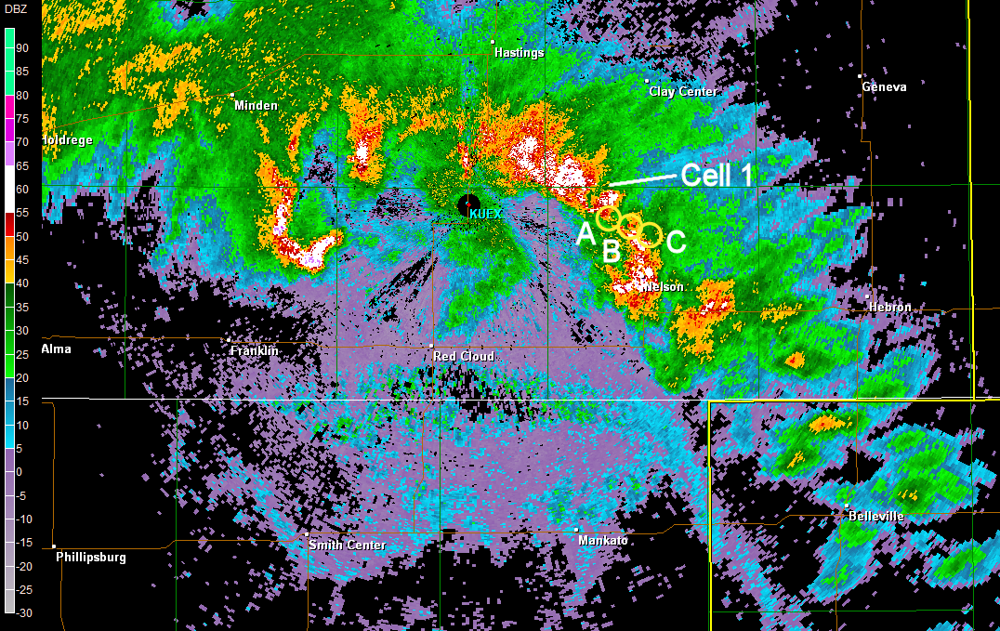 DBZ
90
85
80
75
70
65
60
55
50
45
40
35
30
25
20
15
10
5
0
-5
-10
-15
-20
-25
-30
Hastings
Clay Center
Geneva
Minden
Holdrege
Cell 1
KUEX
A
B
C
Nelson
Hebron
Alma
Franklin
Red Cloud
Belleville
Smith Center
Mankato
Phillipsburg